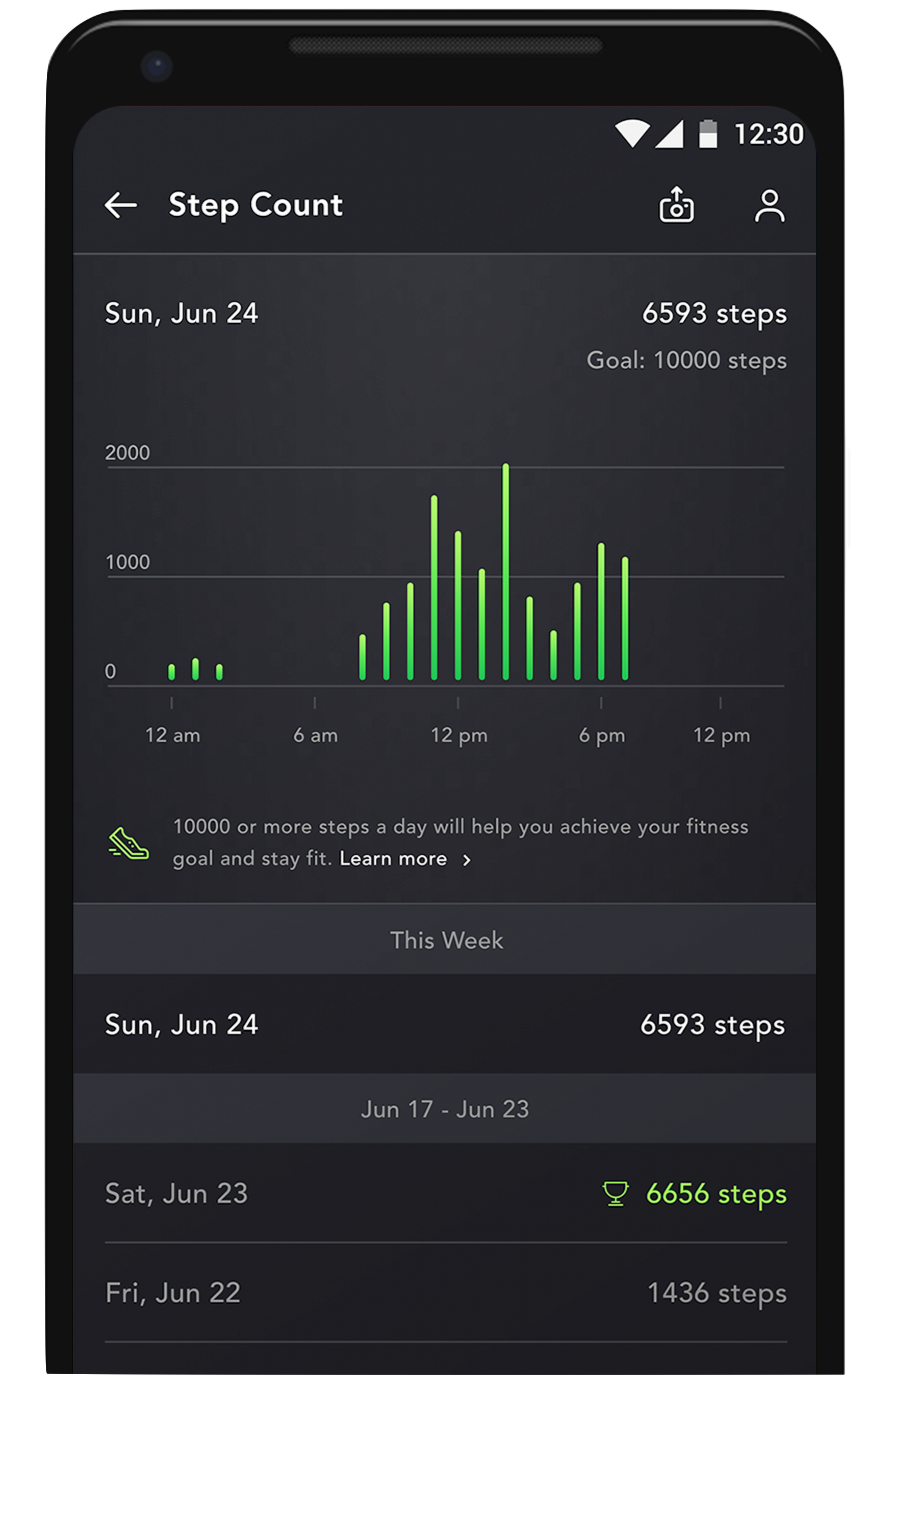 12:30
Step Count
Sun, Jun 24
6593 steps
Goal: 10000 steps
2000
1000
0
12 am
6 am
12 pm
6 pm
12 pm
10000 or more steps a day will help you achieve your fitness
goal and stay fit. Learn more >
This Week
Sun, Jun 24
6593 steps
Jun 17 - Jun 23
Sat, Jun 23
6656 steps
Fri, Jun 22
1436 steps